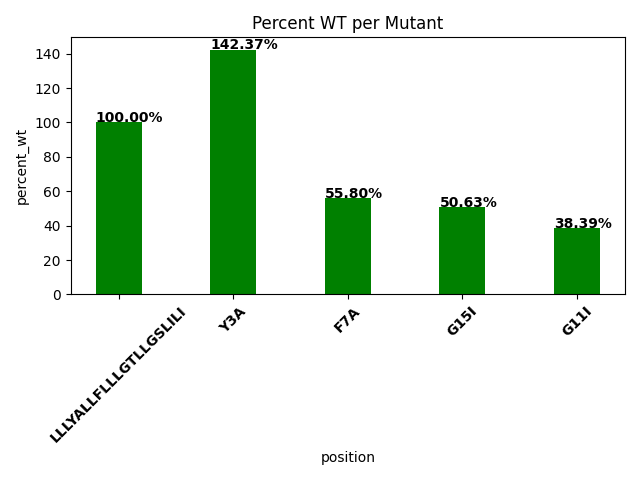 Percent WT per Mutant
percent_wt
140
120
100
80
60
40
20
0
100.00%
142.37%
55.80%
50.63%
38.39%
LLLYALLFLLLGTLLGSLILI
Y3A
F7A
G15I
G11I
position